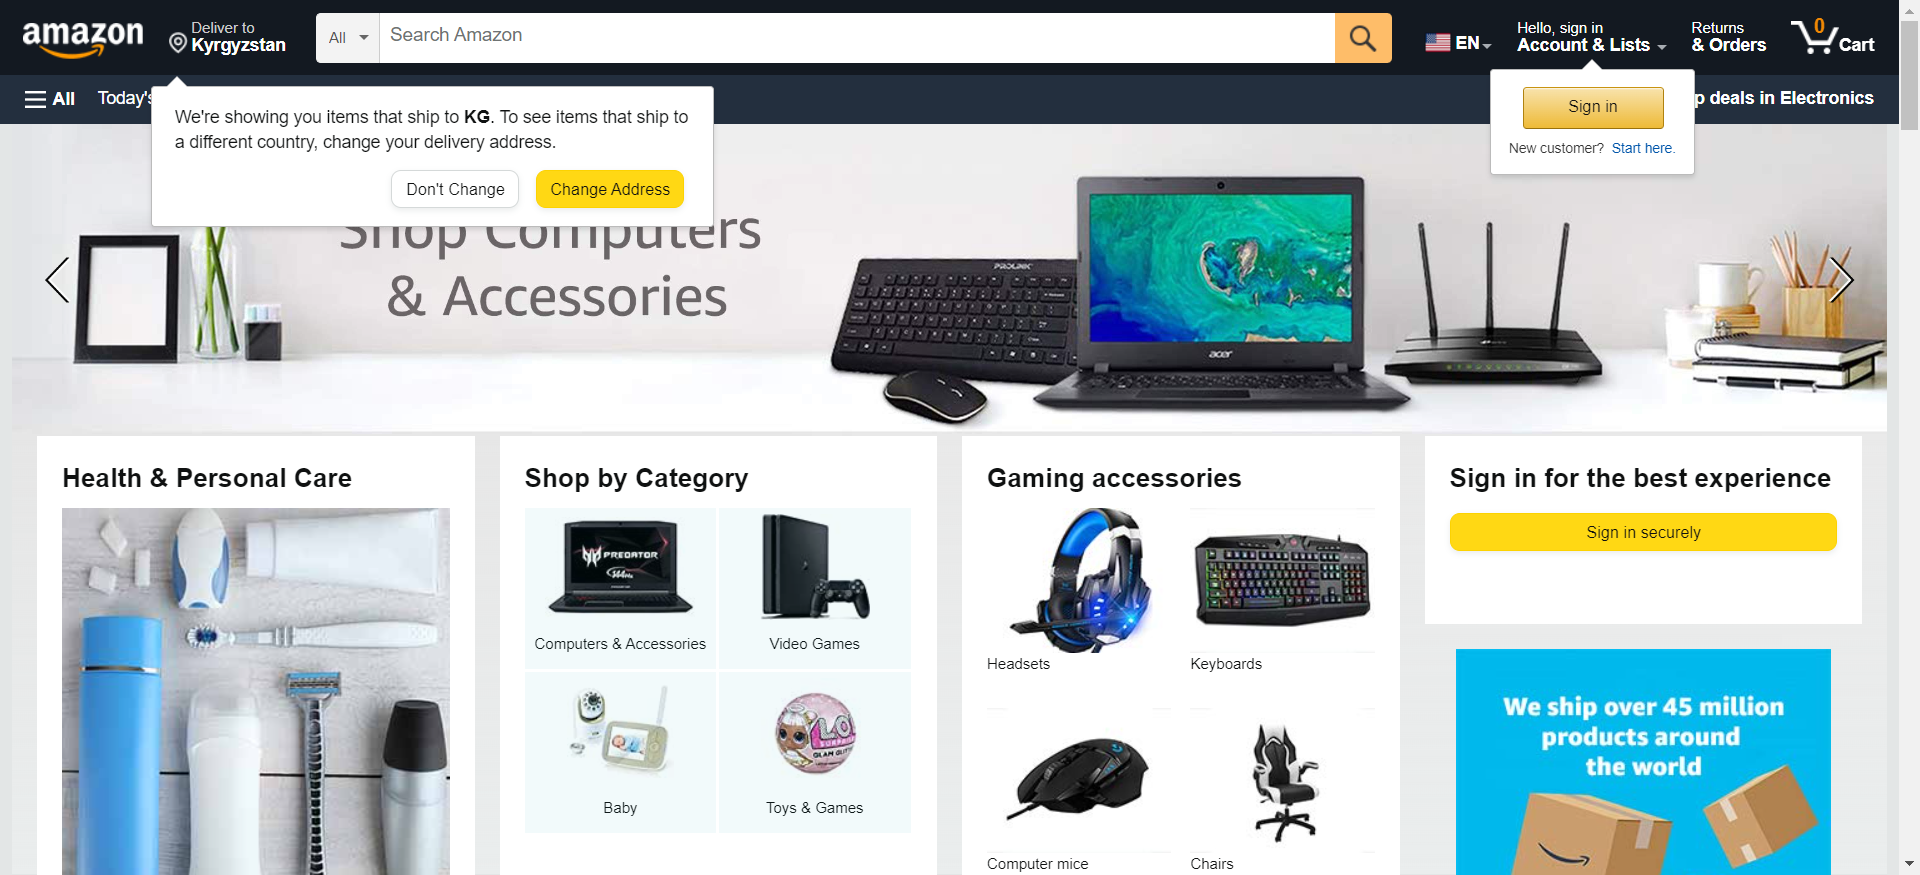 amazon
Deliver to
Kyrgyzstan
All
Search Amazon
EN
Hello, sign in
Account & Lists
Returns
& Orders
0
Cart
All
Today's
p deals in Electronics
We're showing you items that ship to KG. To see items that ship to
a different country, change your delivery address.
Don't Change
Change Address
Sign in
New customer? Start here.
Shop Computers
& Accessories
PROLINK
acer
Health & Personal Care
Shop by Category
PREDATOR
144Hz
Computers & Accessories
Video Games
L.O.L.
SURPRISE
GLAM GLITTER
Baby
Toys & Games
Gaming accessories
Headsets
Keyboards
Computer mice
Chairs
Sign in for the best experience
Sign in securely
We ship over 45 million
products around
the world